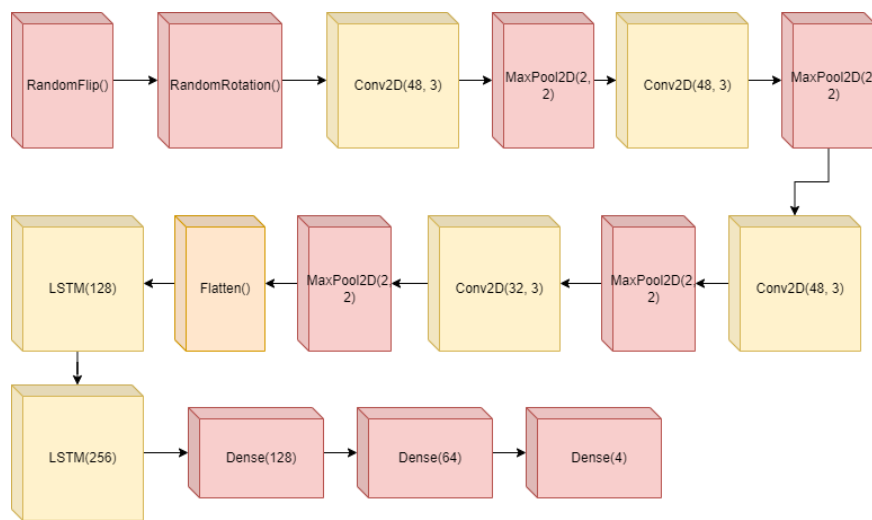 RandomFlip()
RandomRotation()
Conv2D(48, 3)
MaxPool2D(2,
2)
Conv2D(48, 3)
MaxPool2D(2,
2)
LSTM(128)
Flatten()
MaxPool2D(2,
2)
Conv2D(32, 3)
MaxPool2D(2,
2)
Conv2D(48, 3)
LSTM(256)
Dense(128)
Dense(64)
Dense(4)